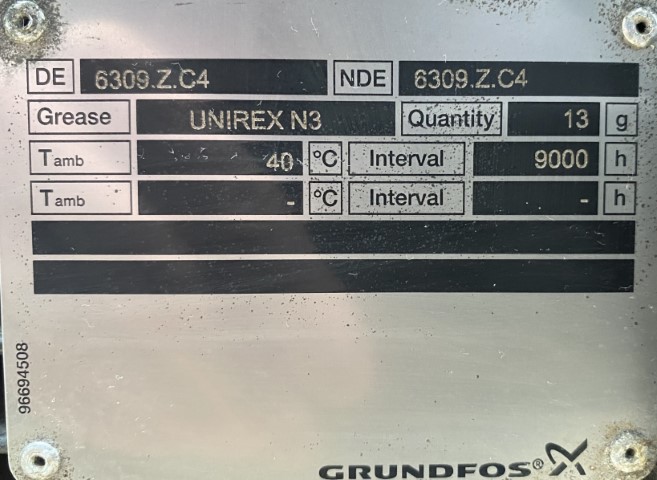 DE 6309.Z.C4 NDE 6309.Z.C4
Grease UNIREX N3 Quantity 13 g
Tamb 40 °C Interval 9000 h
Tamb - °C Interval - h
96694508
GRUNDFOS®